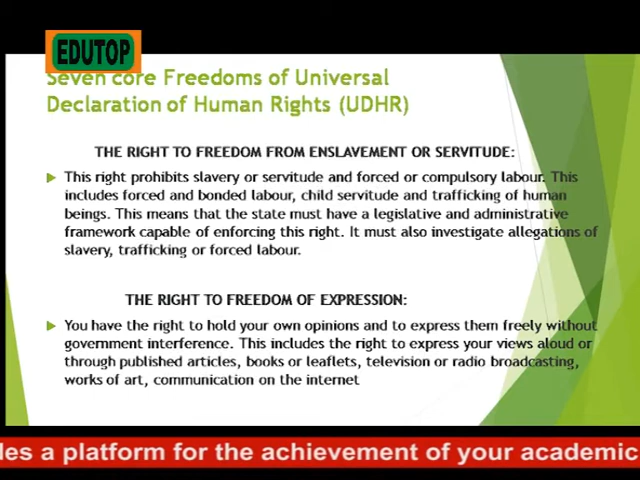 EDUTOP
Seven core Freedoms of Universal
Declaration of Human Rights (UDHR)
THE RIGHT TO FREEDOM FROM ENSLAVEMENT OR SERVITUDE:
This right prohibits slavery or servitude and forced or compulsory labour. This
includes forced and bonded labour, child servitude and trafficking of human
beings. This means that the state must have a legislative and administrative
framework capable of enforcing this right. It must also investigate allegations of
slavery, trafficking or forced labour.
THE RIGHT TO FREEDOM OF EXPRESSION:
You have the right to hold your own opinions and to express them freely without
government interference. This includes the right to express your views aloud or
through published articles, books or leaflets, television or radio broadcasting,
works of art, communication on the internet
les a platform for the achievement of your academic